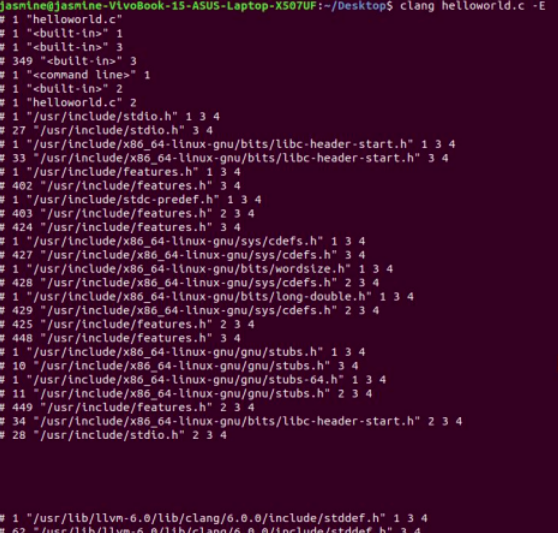 jasmine@jasmine-VivoBook-15-ASUS-Laptop-X507UF:~/Desktop$ clang helloworld.c -E
# 1 "helloworld.c"
# 1 "<built-in>" 1
# 1 "<built-in>" 3
# 349 "<built-in>" 3
# 1 "<command line>" 1
# 1 "<built-in>" 2
# 1 "helloworld.c" 2
# 1 "/usr/include/stdio.h" 1 3 4
# 27 "/usr/include/stdio.h" 3 4
# 1 "/usr/include/x86_64-linux-gnu/bits/libc-header-start.h" 1 3 4
# 33 "/usr/include/x86_64-linux-gnu/bits/libc-header-start.h" 3 4
# 1 "/usr/include/features.h" 1 3 4
# 402 "/usr/include/features.h" 3 4
# 1 "/usr/include/stdc-predef.h" 1 3 4
# 403 "/usr/include/features.h" 2 3 4
# 424 "/usr/include/features.h" 3 4
# 1 "/usr/include/x86_64-linux-gnu/sys/cdefs.h" 1 3 4
# 427 "/usr/include/x86_64-linux-gnu/sys/cdefs.h" 3 4
# 1 "/usr/include/x86_64-linux-gnu/bits/wordsize.h" 1 3 4
# 428 "/usr/include/x86_64-linux-gnu/sys/cdefs.h" 2 3 4
# 1 "/usr/include/x86_64-linux-gnu/bits/long-double.h" 1 3 4
# 429 "/usr/include/x86_64-linux-gnu/sys/cdefs.h" 2 3 4
# 425 "/usr/include/features.h" 2 3 4
# 448 "/usr/include/features.h" 3 4
# 1 "/usr/include/x86_64-linux-gnu/gnu/stubs.h" 1 3 4
# 10 "/usr/include/x86_64-linux-gnu/gnu/stubs.h" 3 4
# 1 "/usr/include/x86_64-linux-gnu/gnu/stubs-64.h" 1 3 4
# 11 "/usr/include/x86_64-linux-gnu/gnu/stubs.h" 2 3 4
# 449 "/usr/include/features.h" 2 3 4
# 34 "/usr/include/x86_64-linux-gnu/bits/libc-header-start.h" 2 3 4
# 28 "/usr/include/stdio.h" 2 3 4
# 1 "/usr/lib/llvm-6.0/lib/clang/6.0.0/include/stddef.h" 1 3 4
# 62 "/usr/lib/llvm-6.0/lib/clang/6.0.0/include/stddef.h" 3 4